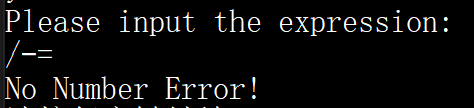 Please input the expression:
/-=
No Number Error!